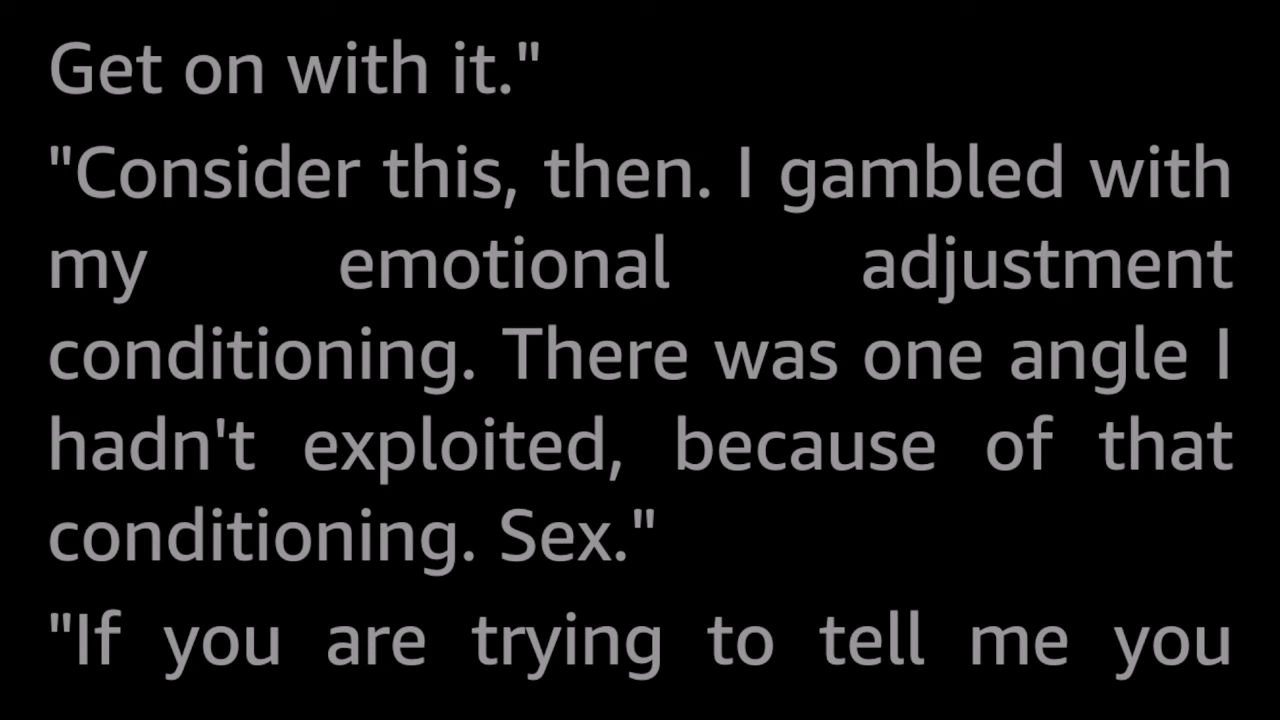 Get on with it."
"Consider this, then. I gambled with
my emotional adjustment
conditioning. There was one angle I
hadn't exploited, because of that
conditioning. Sex."
"If you are trying to tell me you